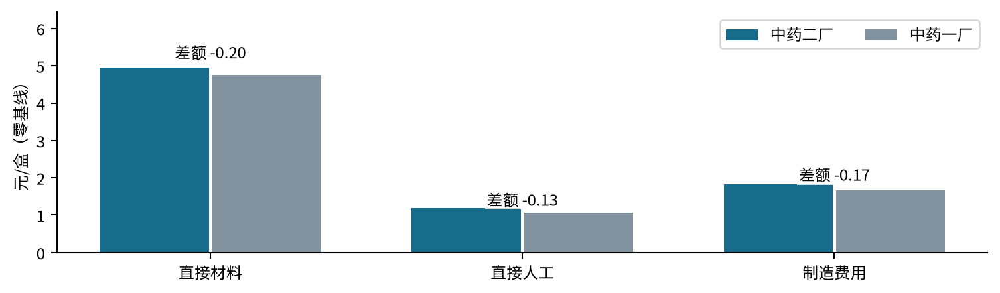 中药二厂
中药一厂
元/盒（零基线）
6
5
4
3
2
1
0
差额 -0.20
差额 -0.13
差额 -0.17
直接材料
直接人工
制造费用